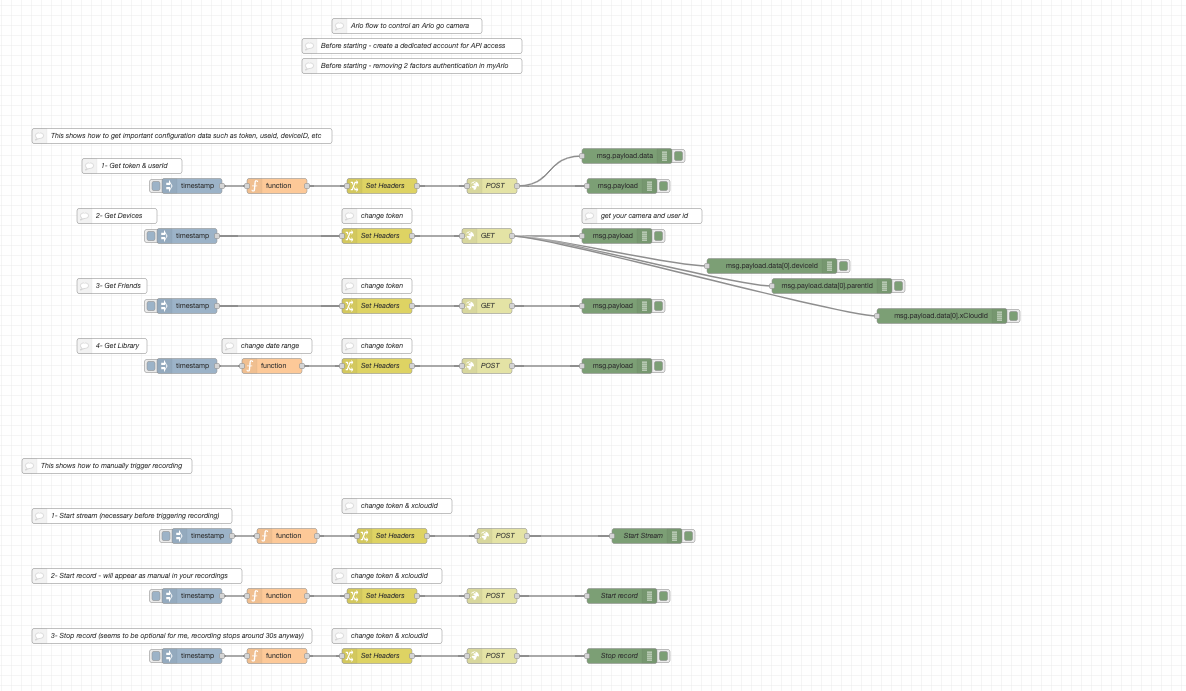 Arlo flow to control an Arlo go camera
Before starting - create a dedicated account for API access
Before starting - removing 2 factors authentication in myArlo
This shows how to get important configuration data such as token, useid, deviceID, etc
1- Get token & userid
msg.payload.data
timestamp function Set Headers POST msg.payload
2- Get Devices change token get your camera and user id
timestamp Set Headers GET msg.payload
msg.payload.data[0].deviceId
3- Get Friends change token msg.payload.data[0].parentId
timestamp Set Headers GET msg.payload
msg.payload.data[0].xCloudId
4- Get Library change date range change token
timestamp function Set Headers POST msg.payload
This shows how to manually trigger recording
change token & xcloudid
1- Start stream (necessary before triggering recording)
timestamp function Set Headers POST Start Stream
2- Start record - will appear as manual in your recordings change token & xcloudid
timestamp function Set Headers POST Start record
3- Stop record (seems to be optional for me, recording stops around 30s anyway) change token & xcloudid
timestamp function Set Headers POST Stop record